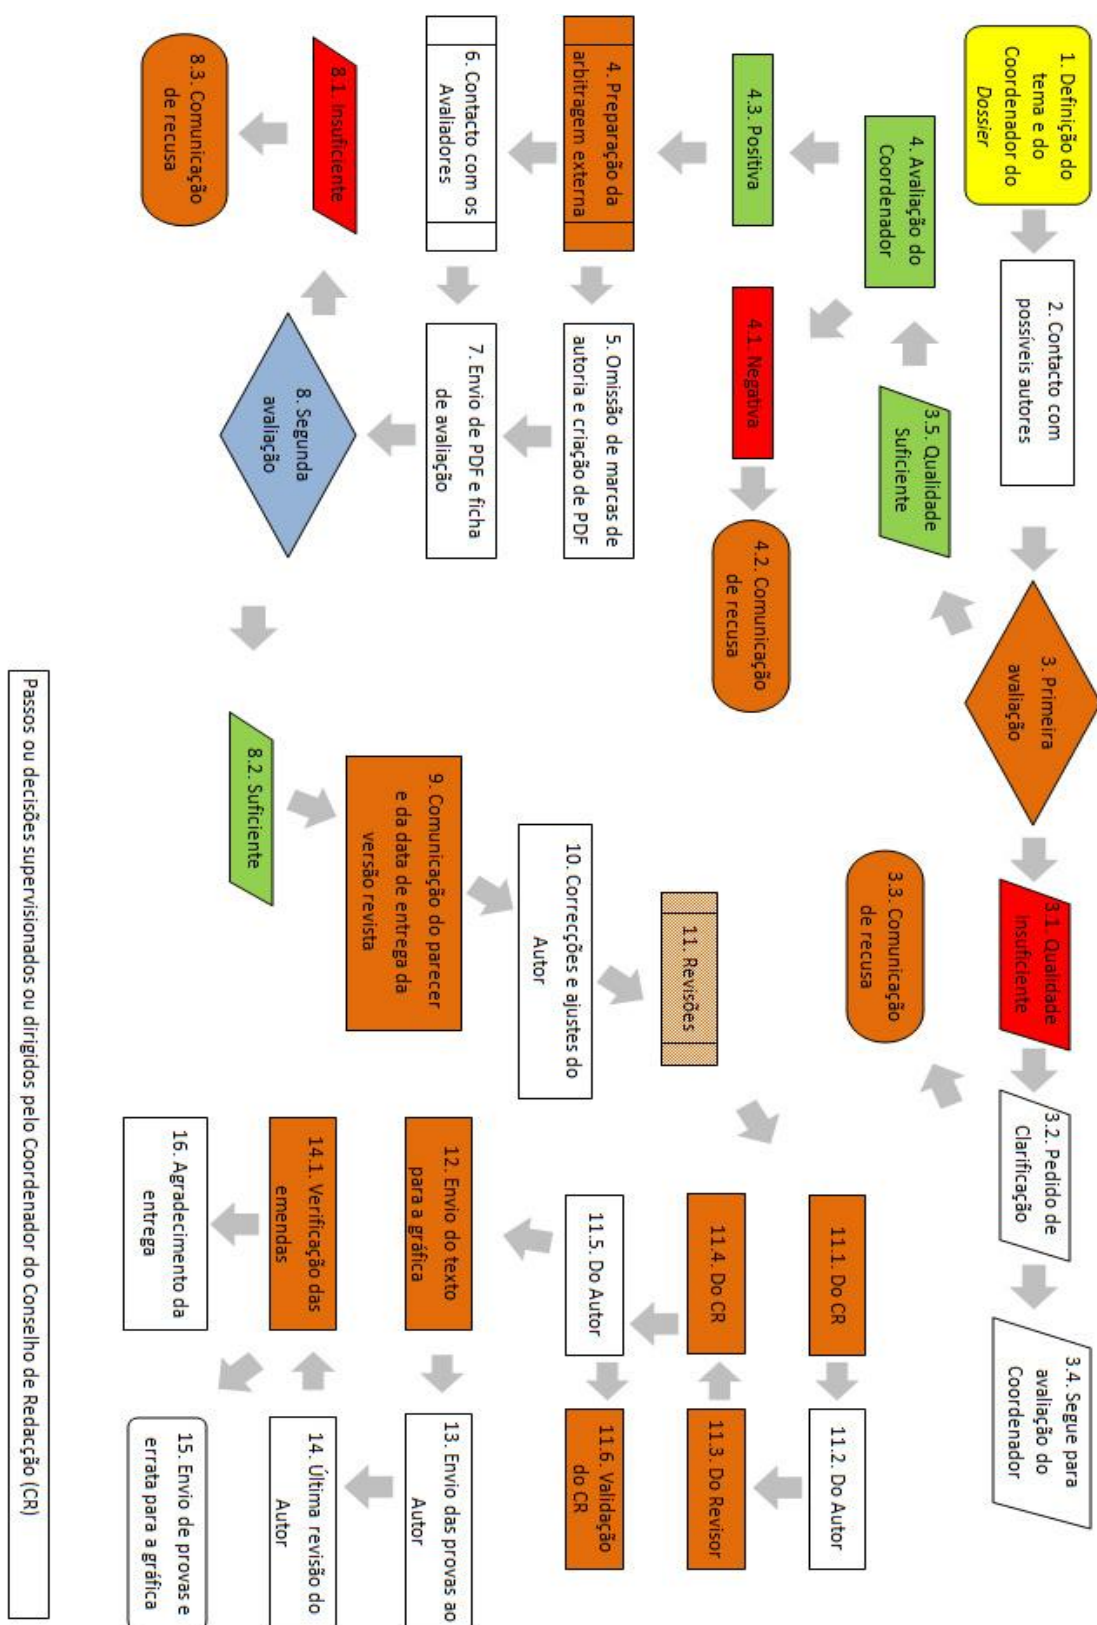 1. Definição do
tema e do
Coordenador do
Dossier
2. Contacto com
possíveis autores
3. Primeira
avaliação
3.1. Qualidade
Insuficiente
3.2. Pedido de
Clarificação
3.4. Segue para
avaliação do
Coordenador
3.3. Comunicação
de recusa
3.5. Qualidade
Suficiente
4. Avaliação do
Coordenador
4.3. Positiva
4.1. Negativa
4.2. Comunicação
de recusa
4. Preparação da
arbitragem externa
5. Omissão de marcas de
autoria e criação de PDF
6. Contacto com os
Avaliadores
7. Envio de PDF e ficha
de avaliação
8. Segunda
avaliação
8.1. Insuficiente
8.3. Comunicação
de recusa
8.2. Suficiente
9. Comunicação do parecer
e da data de entrega da
versão revista
10. Correcções e ajustes do
Autor
11. Revisões
11.1. Do CR
11.2. Do Autor
11.3. Do Revisor
11.4. Do CR
11.5. Do Autor
11.6. Validação
do CR
12. Envio do texto
para a gráfica
13. Envio das provas ao
Autor
14. Última revisão do
Autor
14.1. Verificação das
emendas
15. Envio de provas e
errata para a gráfica
16. Agradecimento da
entrega
Passos ou decisões supervisionados ou dirigidos pelo Coordenador do Conselho de Redacção (CR)